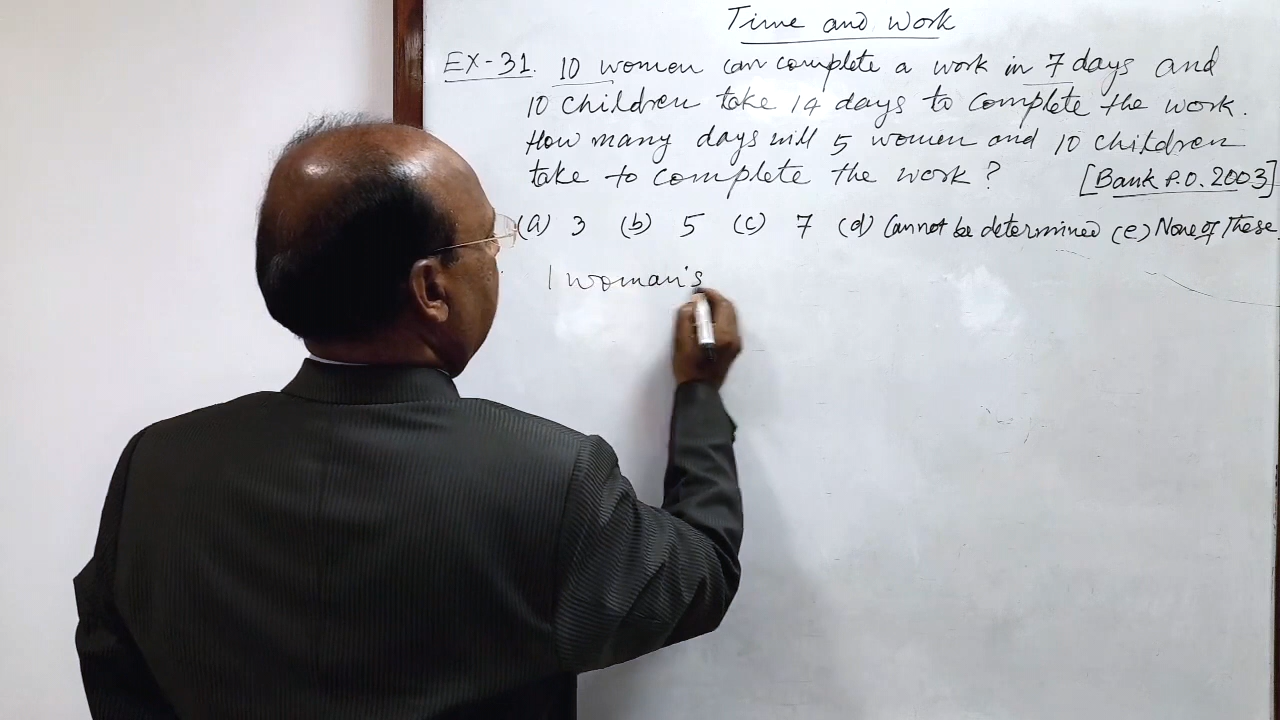 Time and Work
EX-31. 10 women can complete a work in 7 days and
10 children take 14 days to complete the work.
How many days will 5 women and 10 children
take to complete the work? [Bank P.O. 2003]
(a) 3 (b) 5 (c) 7 (d) Cannot be determined (e) None of These
1 woman's